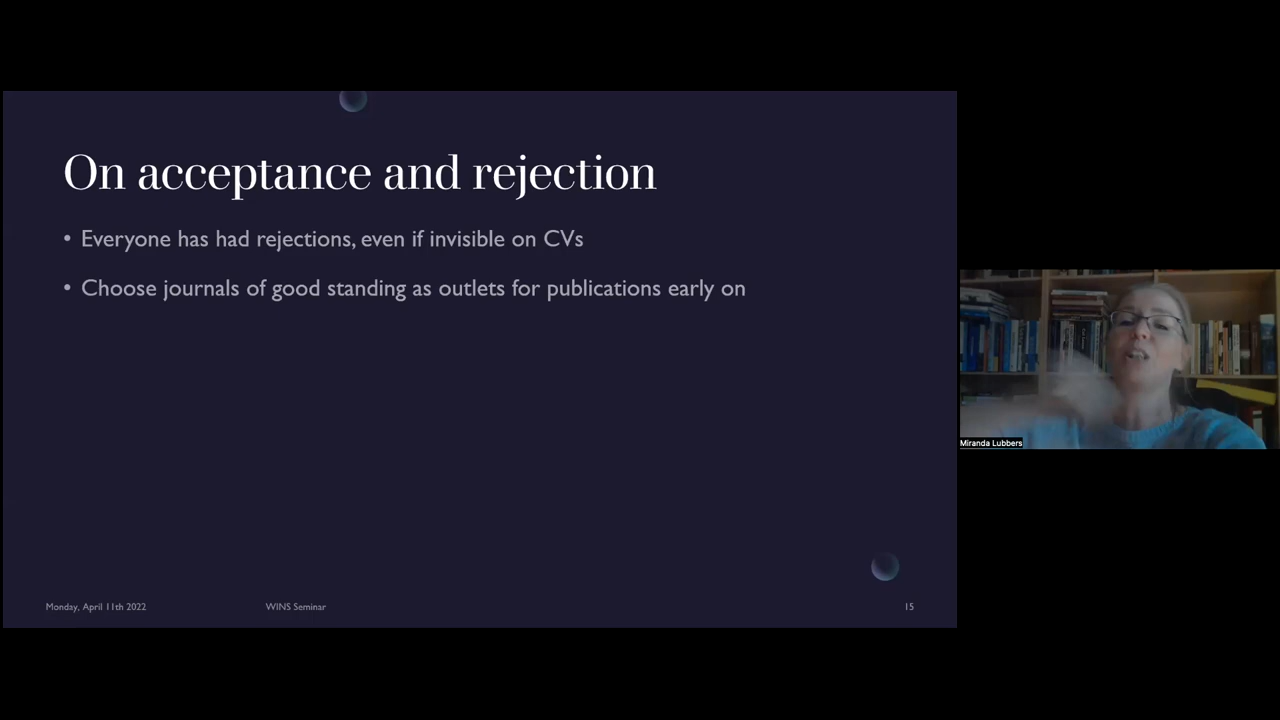 On acceptance and rejection
• Everyone has had rejections, even if invisible on CVs
• Choose journals of good standing as outlets for publications early on
Miranda Lubbers
Monday, April 11th 2022
WINS Seminar
15